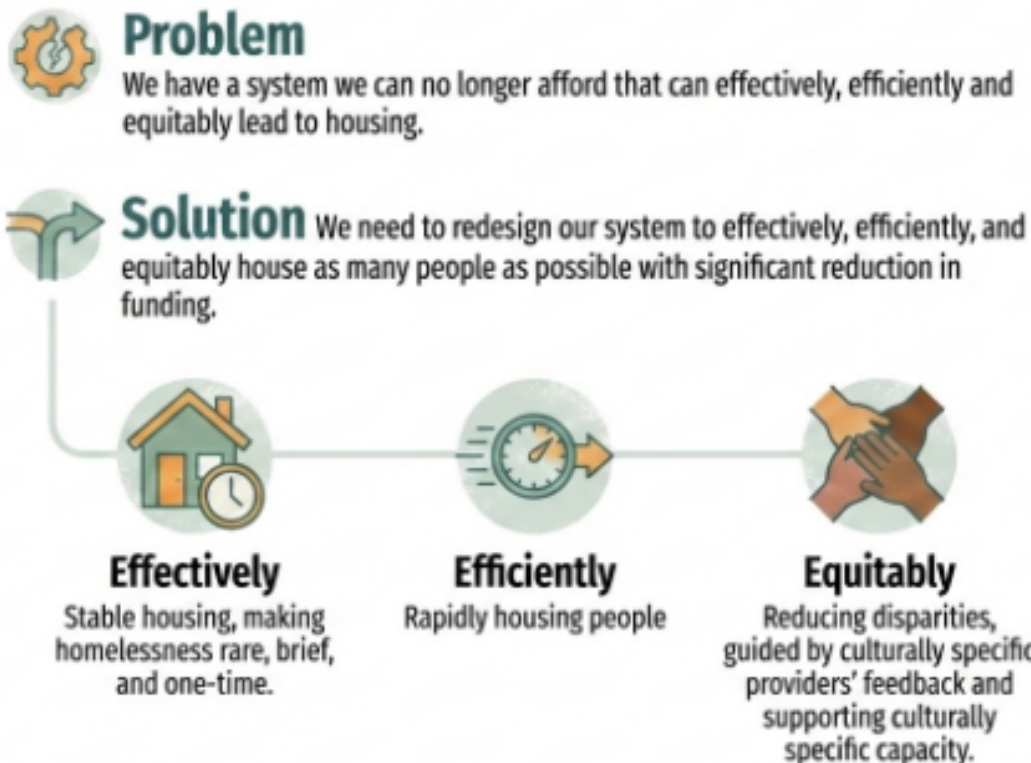 Problem
We have a system we can no longer afford that can effectively, efficiently and
equitably lead to housing.
Solution We need to redesign our system to effectively, efficiently, and
equitably house as many people as possible with significant reduction in
funding.
Effectively
Stable housing, making
homelessness rare, brief,
and one-time.
Efficiently
Rapidly housing people
Equitably
Reducing disparities,
guided by culturally specific
providers' feedback and
supporting culturally
specific capacity.